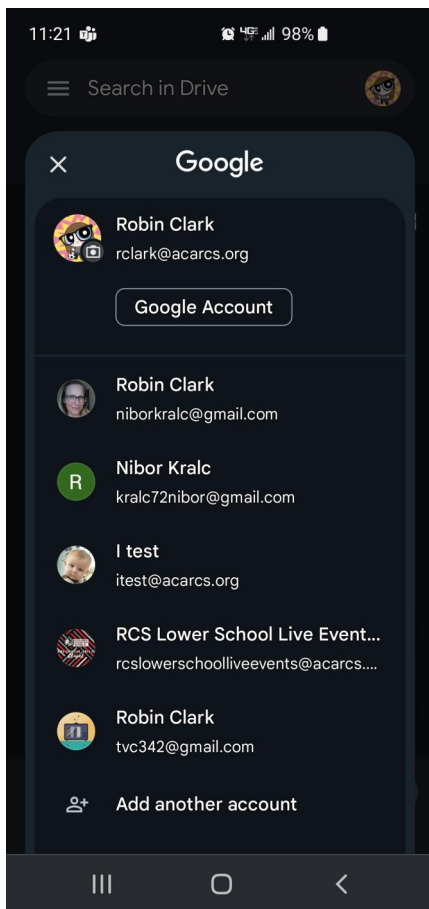 11:21 98%
Search in Drive
Google
Robin Clark
rclark@acarcs.org
Google Account
Robin Clark
niborkralc@gmail.com
R
Nibor Kralc
kralc72nibor@gmail.com
I test
itest@acarcs.org
RCS Lower School Live Event...
rcslowerschoolliveevents@acarcs....
Robin Clark
tvc342@gmail.com
Add another account